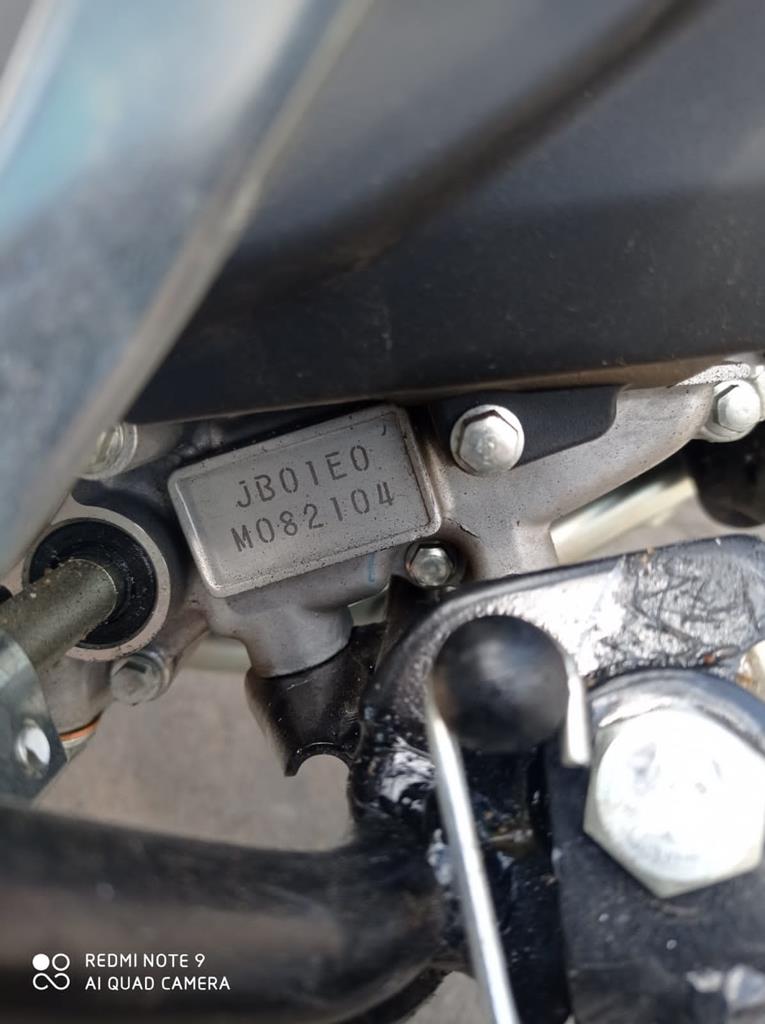 JB01E0
M082104
REDMI NOTE 9
AI QUAD CAMERA